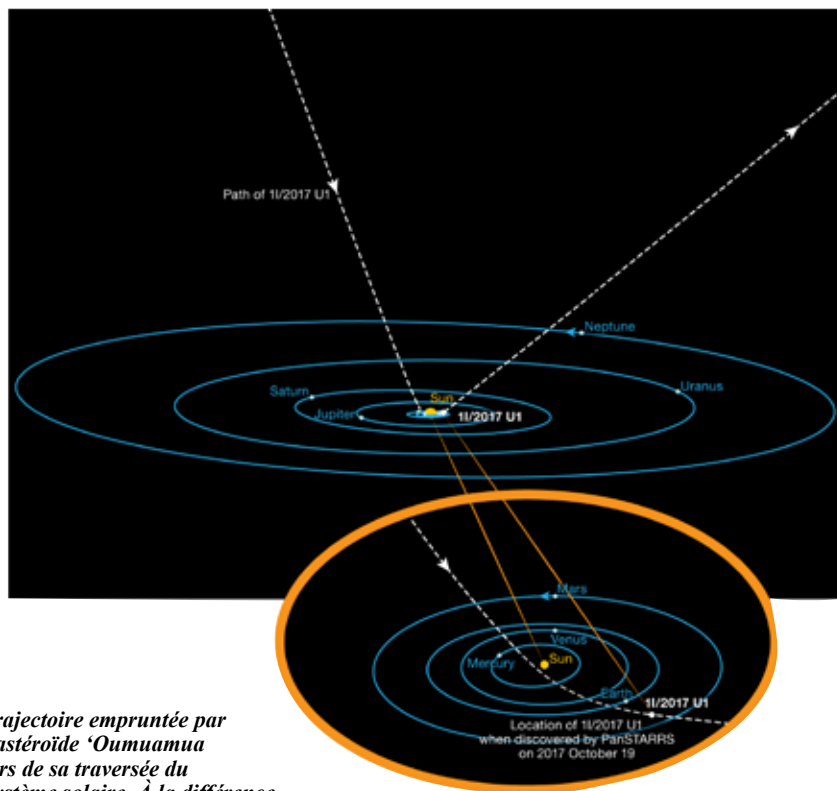 Path of 1I/2017 U1
Neptune
Saturn
Uranus
Sun
Jupiter
1I/2017 U1
Mars
Venus
Mercury
Sun
Earth
1I/2017 U1
Location of 1I/2017 U1
when discovered by PanSTARRS
on 2017 October 19
rajectoire empruntée par
astéroïde ‘Oumuamua
rs de sa traversée du